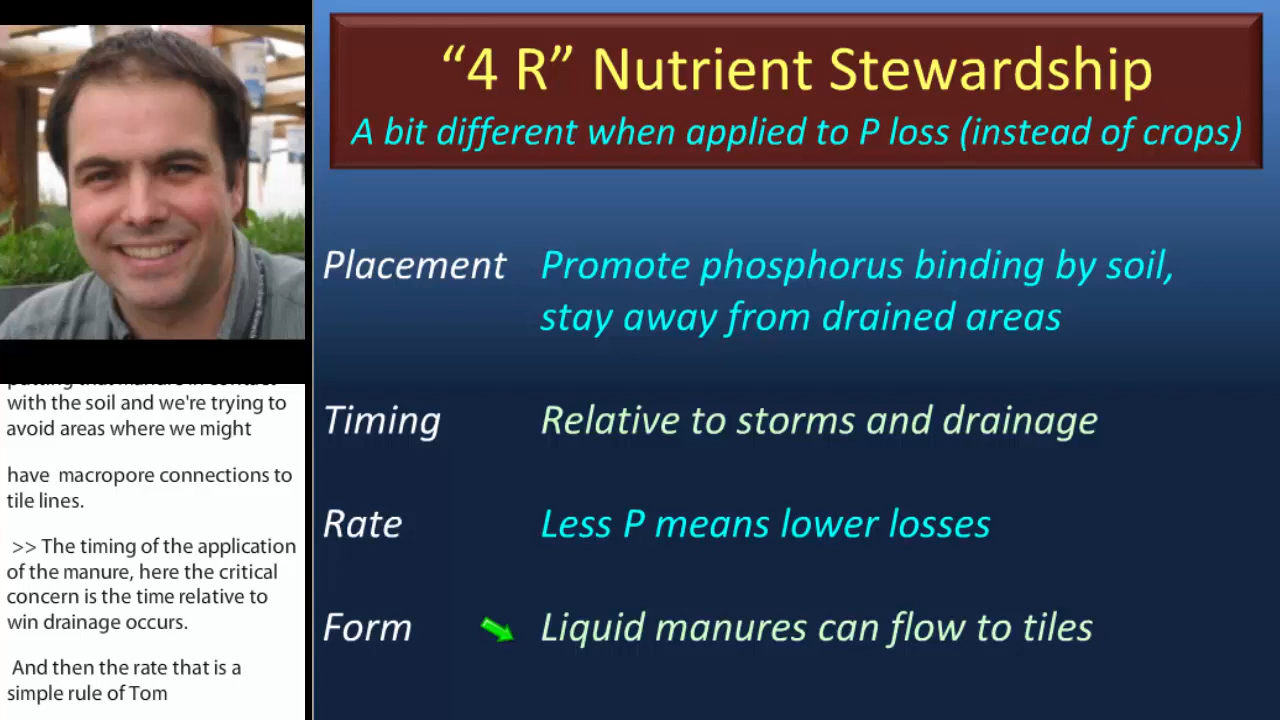 “4 R” Nutrient Stewardship
A bit different when applied to P loss (instead of crops)
Placement Promote phosphorus binding by soil,
stay away from drained areas
Timing Relative to storms and drainage
Rate Less P means lower losses
Form Liquid manures can flow to tiles
with the soil and we're trying to
avoid areas where we might
have macropore connections to
tile lines.
>> The timing of the application
of the manure, here the critical
concern is the time relative to
win drainage occurs.
And then the rate that is a
simple rule of Tom